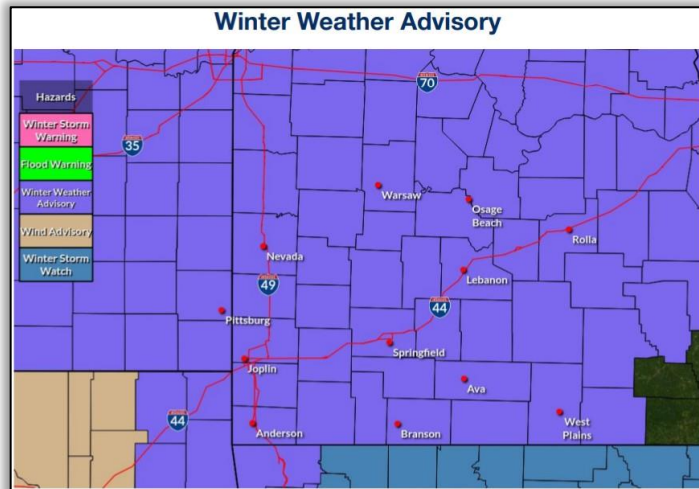 Winter Weather Advisory
Hazards
Winter Storm
Warning
Flood Warning
Winter Weather
Advisory
Wind Advisory
Winter Storm
Watch
70
35
Warsaw
Osage
Beach
Rolla
Nevada
Lebanon
49
44
Pittsburg
Springfield
Joplin
Ava
44
Anderson
Branson
West
Plains